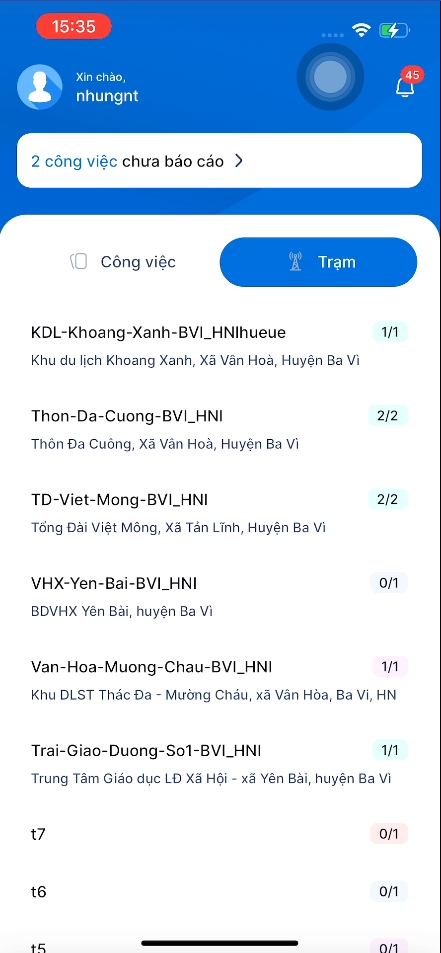 15:35
Xin chào,
nhungnt
45
2 công việc chưa báo cáo
Công việc
Trạm
KDL-Khoang-Xanh-BVI_HNIhueue
1/1
Khu du lịch Khoang Xanh, Xã Vân Hoà, Huyện Ba Vì
Thon-Da-Cuong-BVI_HNI
2/2
Thôn Đa Cuông, Xã Vân Hoà, Huyện Ba Vì
TD-Viet-Mong-BVI_HNI
2/2
Tổng Đài Việt Mông, Xã Tản Lĩnh, Huyện Ba Vì
VHX-Yen-Bai-BVI_HNI
0/1
BDVHX Yên Bài, huyện Ba Vì
Van-Hoa-Muong-Chau-BVI_HNI
1/1
Khu DLST Thác Đa - Mường Cháu, xã Vân Hòa, Ba Vi, HN
Trai-Giao-Duong-So1-BVI_HNI
1/1
Trung Tâm Giáo dục LĐ Xã Hội - xã Yên Bài, huyện Ba Vì
t7
0/1
t6
0/1
t5
0/1